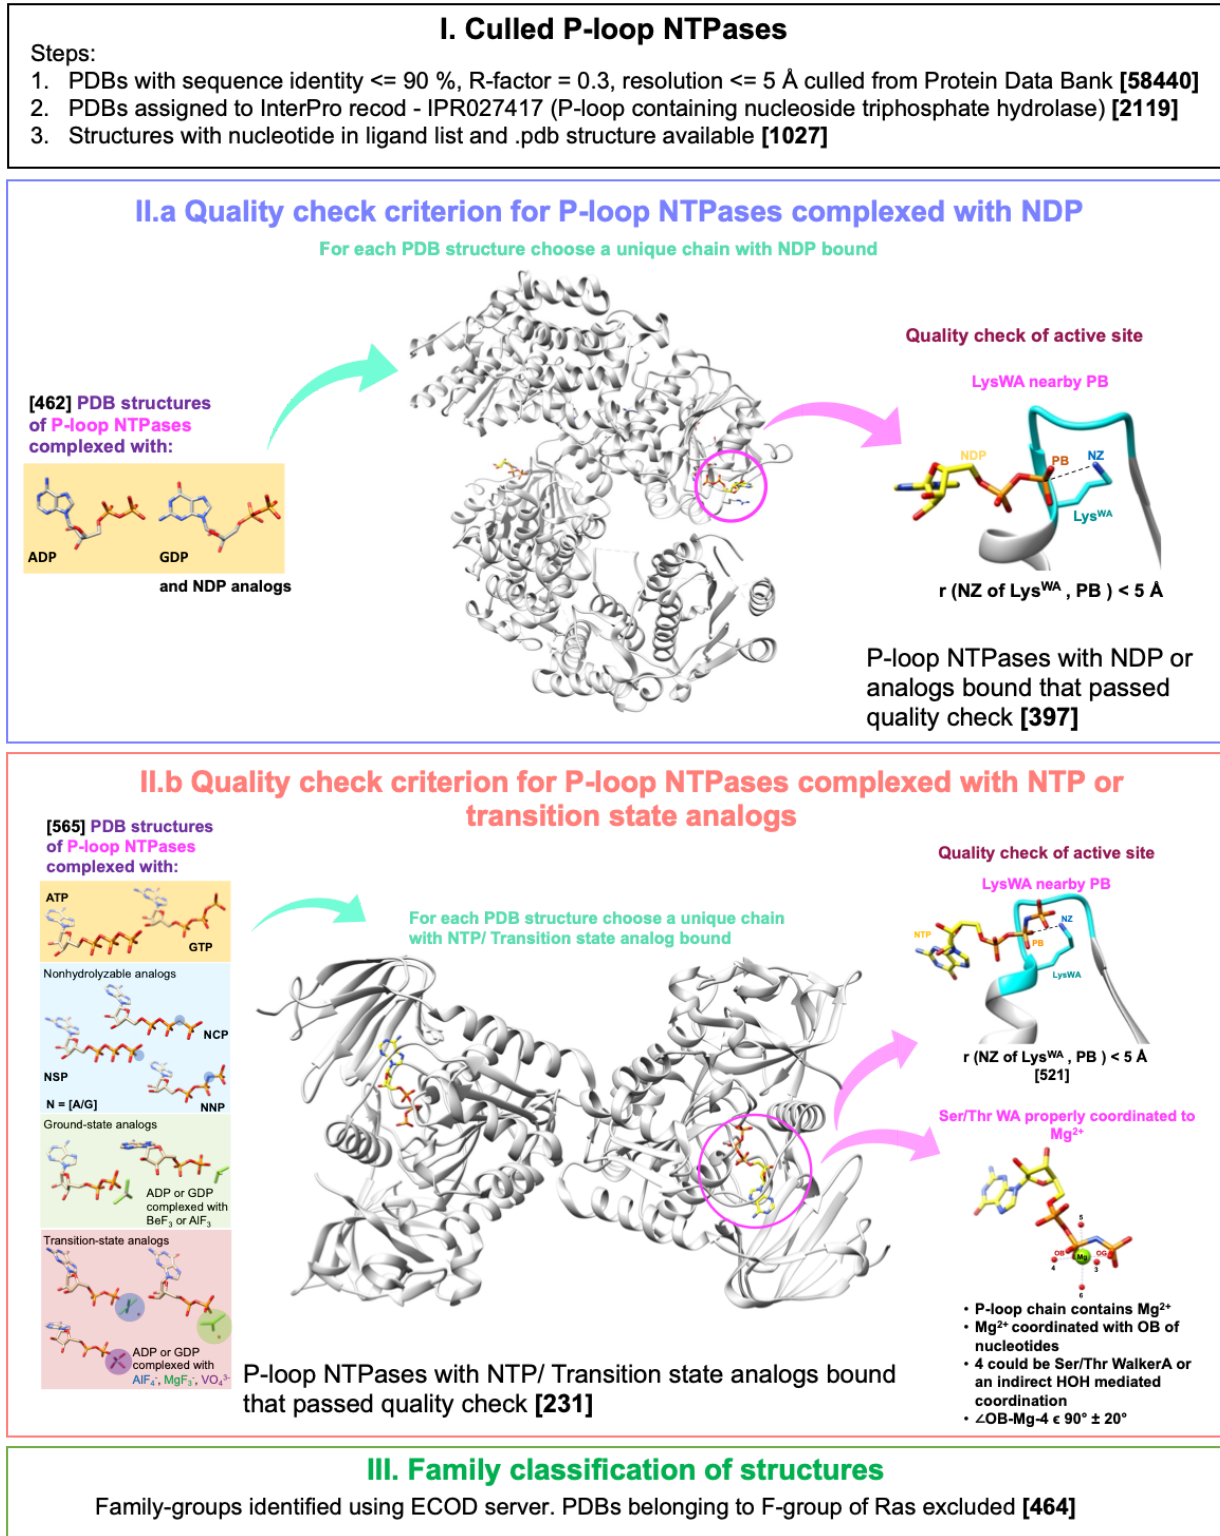 I. Culled P-loop NTPases
Steps:
1. PDBs with sequence identity <= 90 %, R-factor = 0.3, resolution <= 5 Å culled from Protein Data Bank [58440]
2. PDBs assigned to InterPro recod - IPR027417 (P-loop containing nucleoside triphosphate hydrolase) [2119]
3. Structures with nucleotide in ligand list and .pdb structure available [1027]
II.a Quality check criterion for P-loop NTPases complexed with NDP
For each PDB structure choose a unique chain with NDP bound
[462] PDB structures
of P-loop NTPases
complexed with:
ADP
GDP
and NDP analogs
Quality check of active site
LysWA nearby PB
NDP
PB
NZ
Lysᵂᴬ
r (NZ of Lysᵂᴬ , PB ) < 5 Å
P-loop NTPases with NDP or
analogs bound that passed
quality check [397]
II.b Quality check criterion for P-loop NTPases complexed with NTP or
transition state analogs
[565] PDB structures
of P-loop NTPases
complexed with:
ATP
GTP
Nonhydrolyzable analogs
NCP
NSP
NNP
N = [A/G]
Ground-state analogs
ADP or GDP
complexed with
BeF₃ or AlF₃
Transition-state analogs
ADP or GDP
complexed with
AlF₄⁻, MgF₃⁻, VO₄³⁻
For each PDB structure choose a unique chain
with NTP/ Transition state analog bound
P-loop NTPases with NTP/ Transition state analogs bound
that passed quality check [231]
Quality check of active site
LysWA nearby PB
NTP
NZ
PB
LysWA
r (NZ of Lysᵂᴬ , PB ) < 5 Å
[521]
Ser/Thr WA properly coordinated to
Mg²⁺
5
OB
Mg
OG
4
3
6
• P-loop chain contains Mg²⁺
• Mg²⁺ coordinated with OB of
nucleotides
• 4 could be Ser/Thr WalkerA or
an indirect HOH mediated
coordination
• ∠OB-Mg-4 ϵ 90° ± 20°
III. Family classification of structures
Family-groups identified using ECOD server. PDBs belonging to F-group of Ras excluded [464]